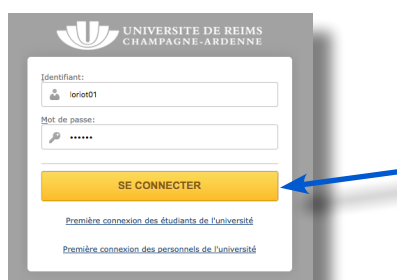 UNIVERSITE DE REIMS
CHAMPAGNE-ARDENNE
Identifiant:
loriot01
Mot de passe:
••••••
SE CONNECTER
Première connexion des étudiants de l'université
Première connexion des personnels de l'université